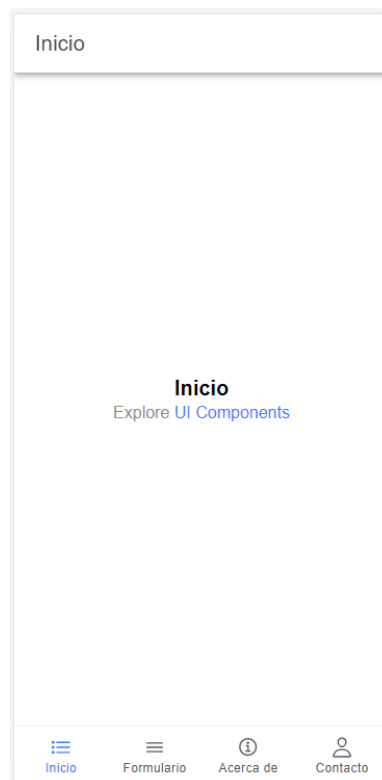 Inicio
Inicio
Explore UI Components
Inicio
Formulario
Acerca de
Contacto